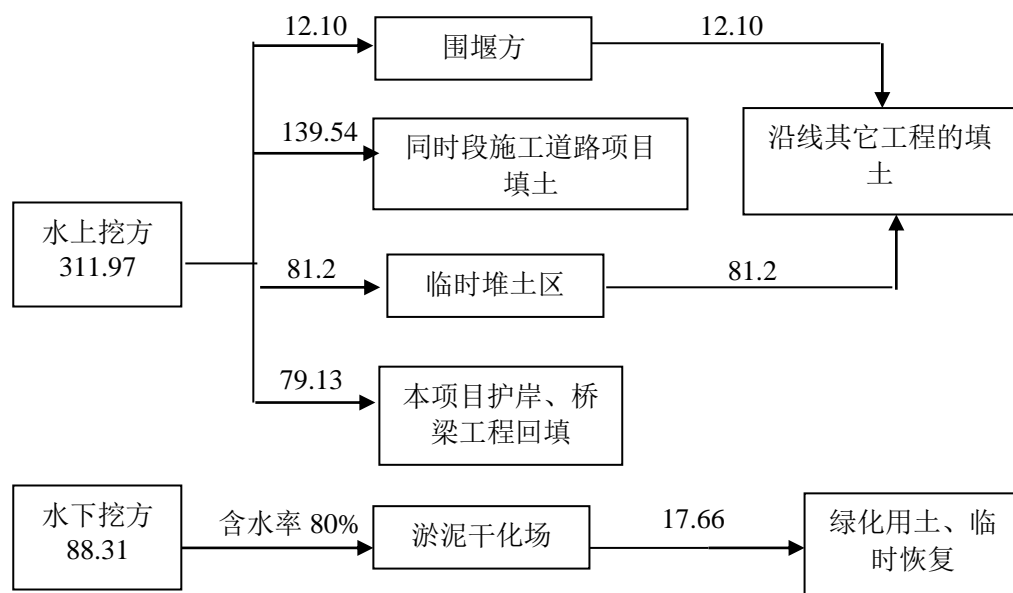 12.10
围堰方
12.10
139.54
同时段施工道路项目
填土
沿线其它工程的填
土
水上挖方
311.97
81.2
临时堆土区
81.2
79.13
本项目护岸、桥
梁工程回填
水下挖方
88.31
含水率 80%
淤泥干化场
17.66
绿化用土、临
时恢复